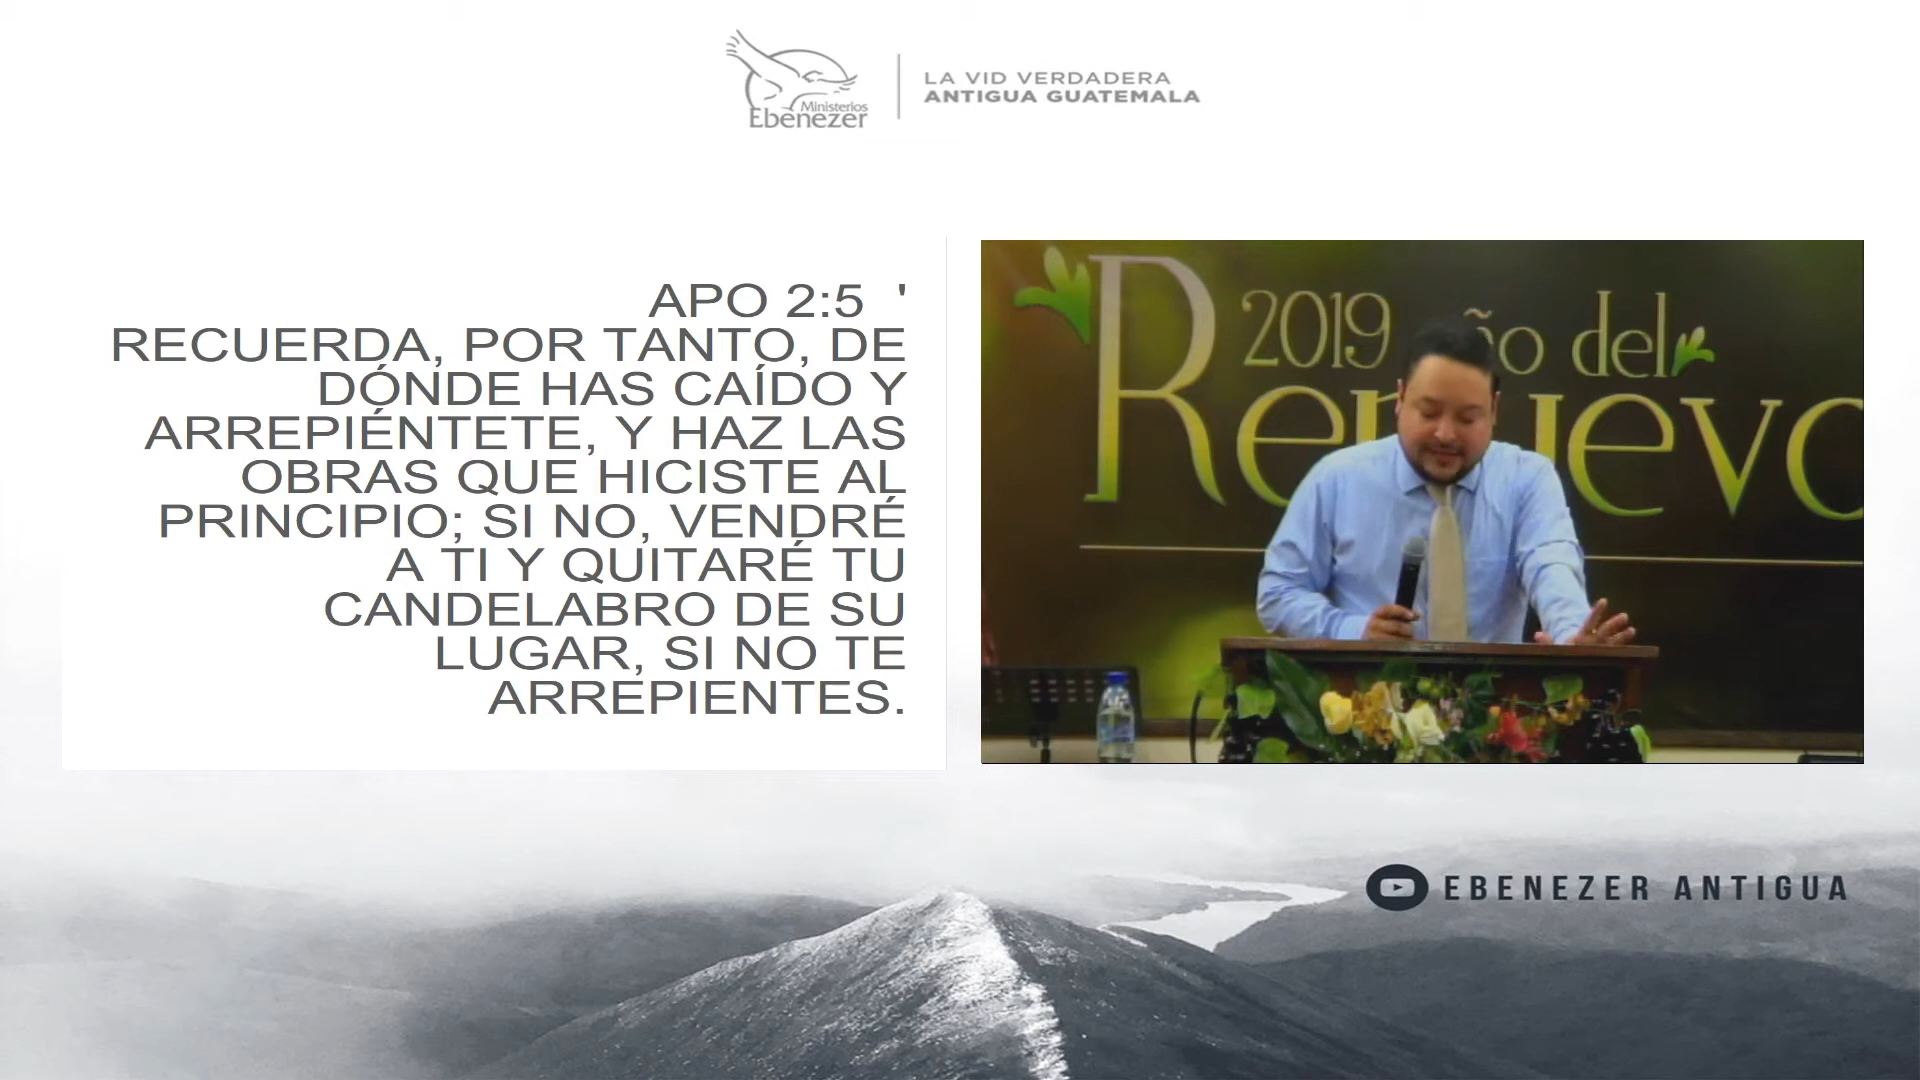 Ministerios
Ebenezer
LA VID VERDADERA
ANTIGUA GUATEMALA
APO 2:5 '
RECUERDA, POR TANTO, DE
DÓNDE HAS CAÍDO Y
ARREPIÉNTETE, Y HAZ LAS
OBRAS QUE HICISTE AL
PRINCIPIO; SI NO, VENDRÉ
A TI Y QUITARÉ TU
CANDELABRO DE SU
LUGAR, SI NO TE
ARREPIENTES.
2019 del
EBENEZER ANTIGUA